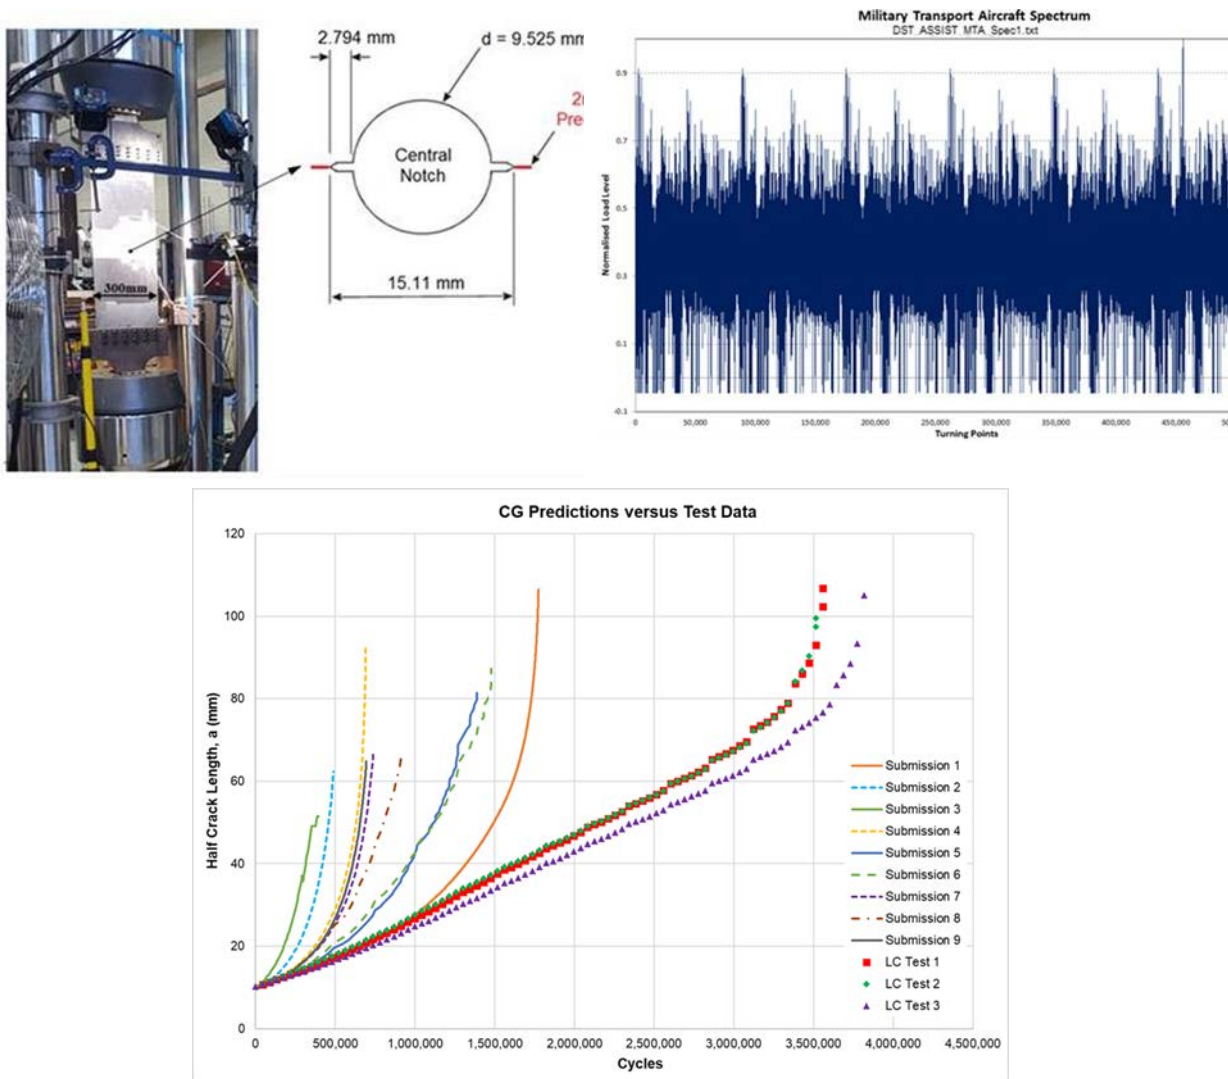 2.794 mm
d = 9.525 mm
Central
Notch
15.11 mm
300mm
Military Transport Aircraft Spectrum
DST_ASSIST_MTA_Spec1.txt
Normalised Load Level
0.9
0.7
0.5
0.3
0.1
-0.1
0
50,000
100,000
150,000
200,000
250,000
300,000
350,000
400,000
450,000
Turning Points
CG Predictions versus Test Data
Half Crack Length, a (mm)
120
100
80
60
40
20
0
0
500,000
1,000,000
1,500,000
2,000,000
2,500,000
3,000,000
3,500,000
4,000,000
4,500,000
Cycles
Submission 1
Submission 2
Submission 3
Submission 4
Submission 5
Submission 6
Submission 7
Submission 8
Submission 9
LC Test 1
LC Test 2
LC Test 3